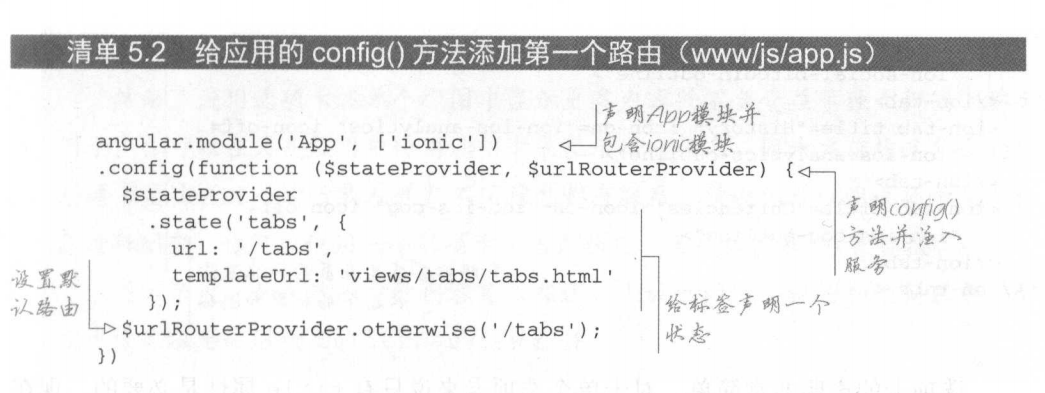 清单 5.2 给应用的 config() 方法添加第一个路由（www/js/app.js）
声明App模块并
包含ionic模块
angular.module('App', ['ionic'])
.config(function ($stateProvider, $urlRouterProvider) {
声明config()
方法并注入
服务
$stateProvider
state('tabs', {
url: '/tabs',
templateUrl: 'views/tabs/tabs.html'
});
给标签声明一个
状态
设置默
认路由
$urlRouterProvider.otherwise('/tabs');
})